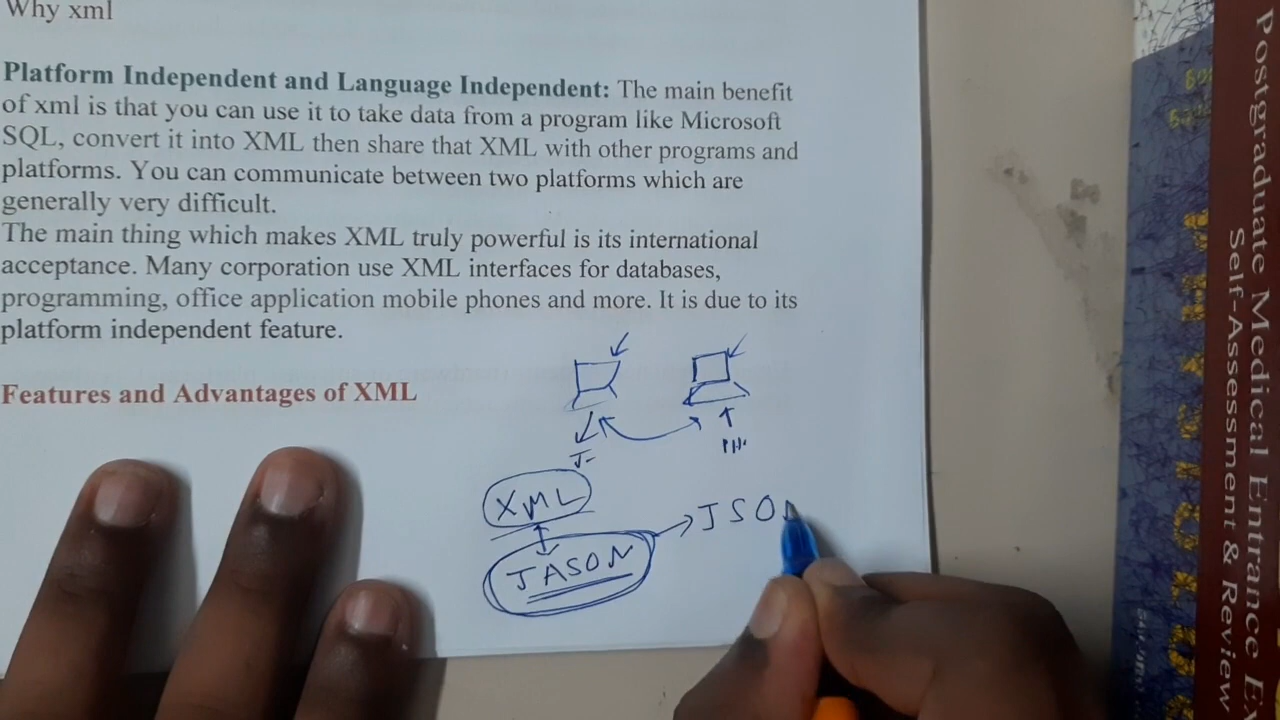 Why xml
Platform Independent and Language Independent: The main benefit
of xml is that you can use it to take data from a program like Microsoft
SQL, convert it into XML then share that XML with other programs and
platforms. You can communicate between two platforms which are
generally very difficult.
The main thing which makes XML truly powerful is its international
acceptance. Many corporation use XML interfaces for databases,
programming, office application mobile phones and more. It is due to its
platform independent feature.
Features and Advantages of XML
J-
XML
JASON
JSON
Postgraduate Medical Entrance Ex
Self-Assessment & Review